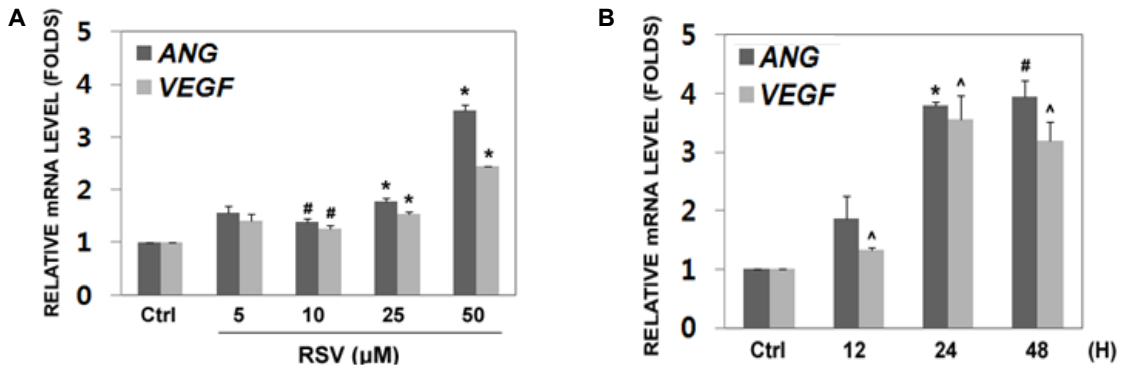 A
RELATIVE mRNA LEVEL (FOLDS)
5
4
3
2
1
0
ANG
VEGF
# #
* *
* *
Ctrl 5 10 25 50
RSV (µM)
B
RELATIVE mRNA LEVEL (FOLDS)
5
4
3
2
1
0
ANG
VEGF
^
* ^
# ^
Ctrl 12 24 48 (H)